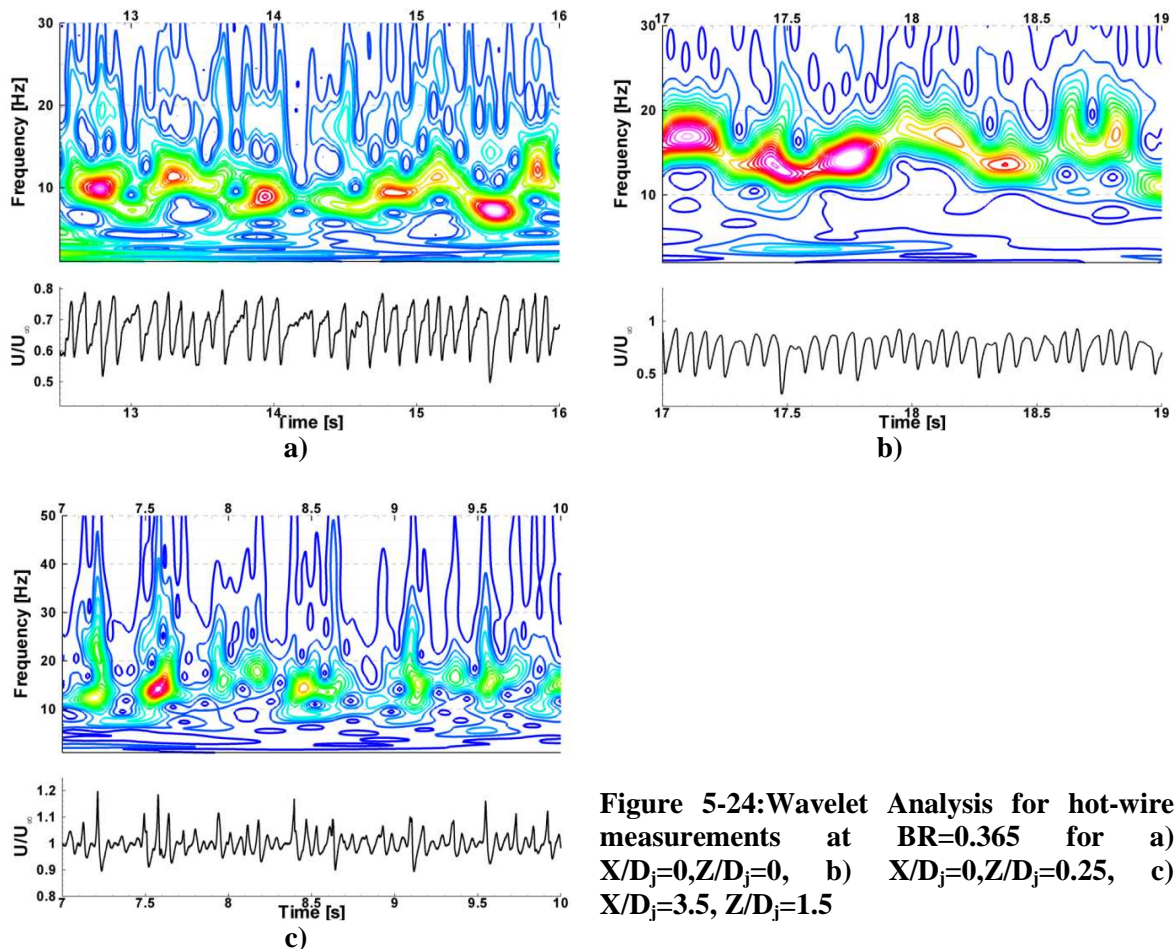 13 14 15 16
30
20
10
Frequency [Hz]
0.8
0.7
0.6
0.5
U/U∞
13 14 15 16
Time [s]
a)
17 17.5 18 18.5 19
30
20
10
Frequency [Hz]
1
0.5
U/U∞
17 17.5 18 18.5 19
Time [s]
b)
7 7.5 8 8.5 9 9.5 10
50
40
30
20
10
Frequency [Hz]
1.2
1.1
1
0.9
0.8
U/U∞
7 7.5 8 8.5 9 9.5 10
Time [s]
c)
Figure 5-24:Wavelet Analysis for hot-wire
measurements at BR=0.365 for a)
X/Dj=0,Z/Dj=0, b) X/Dj=0,Z/Dj=0.25, c)
X/Dj=3.5, Z/Dj=1.5